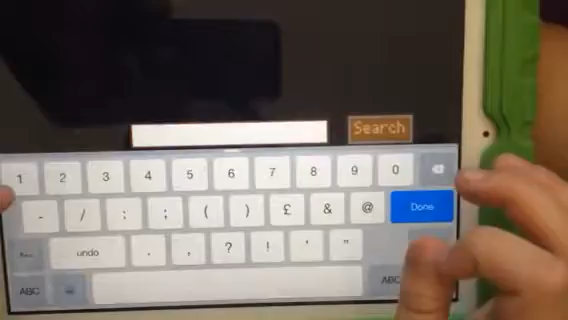 Search
1 2 3 4 5 6 7 8 9 0
- / : ; ( ) £ & @ Done
undo . , ? ! ' "
ABC ABC